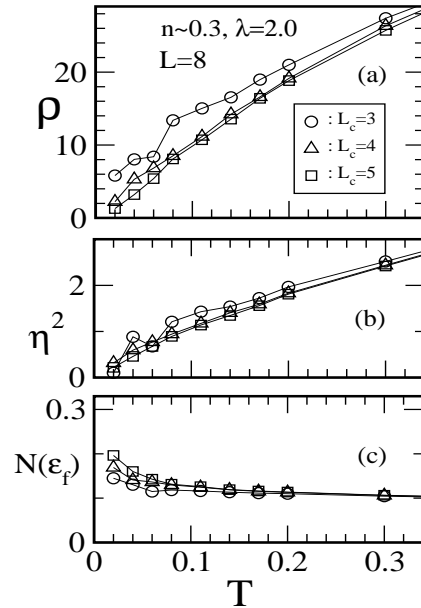 n~0.3, λ=2.0
L=8
(a)
ρ
20
10
0
: L_c=3
: L_c=4
: L_c=5
(b)
η^2
2
0
(c)
N(ε_f)
0.3
0
0
0.1
0.2
0.3
T